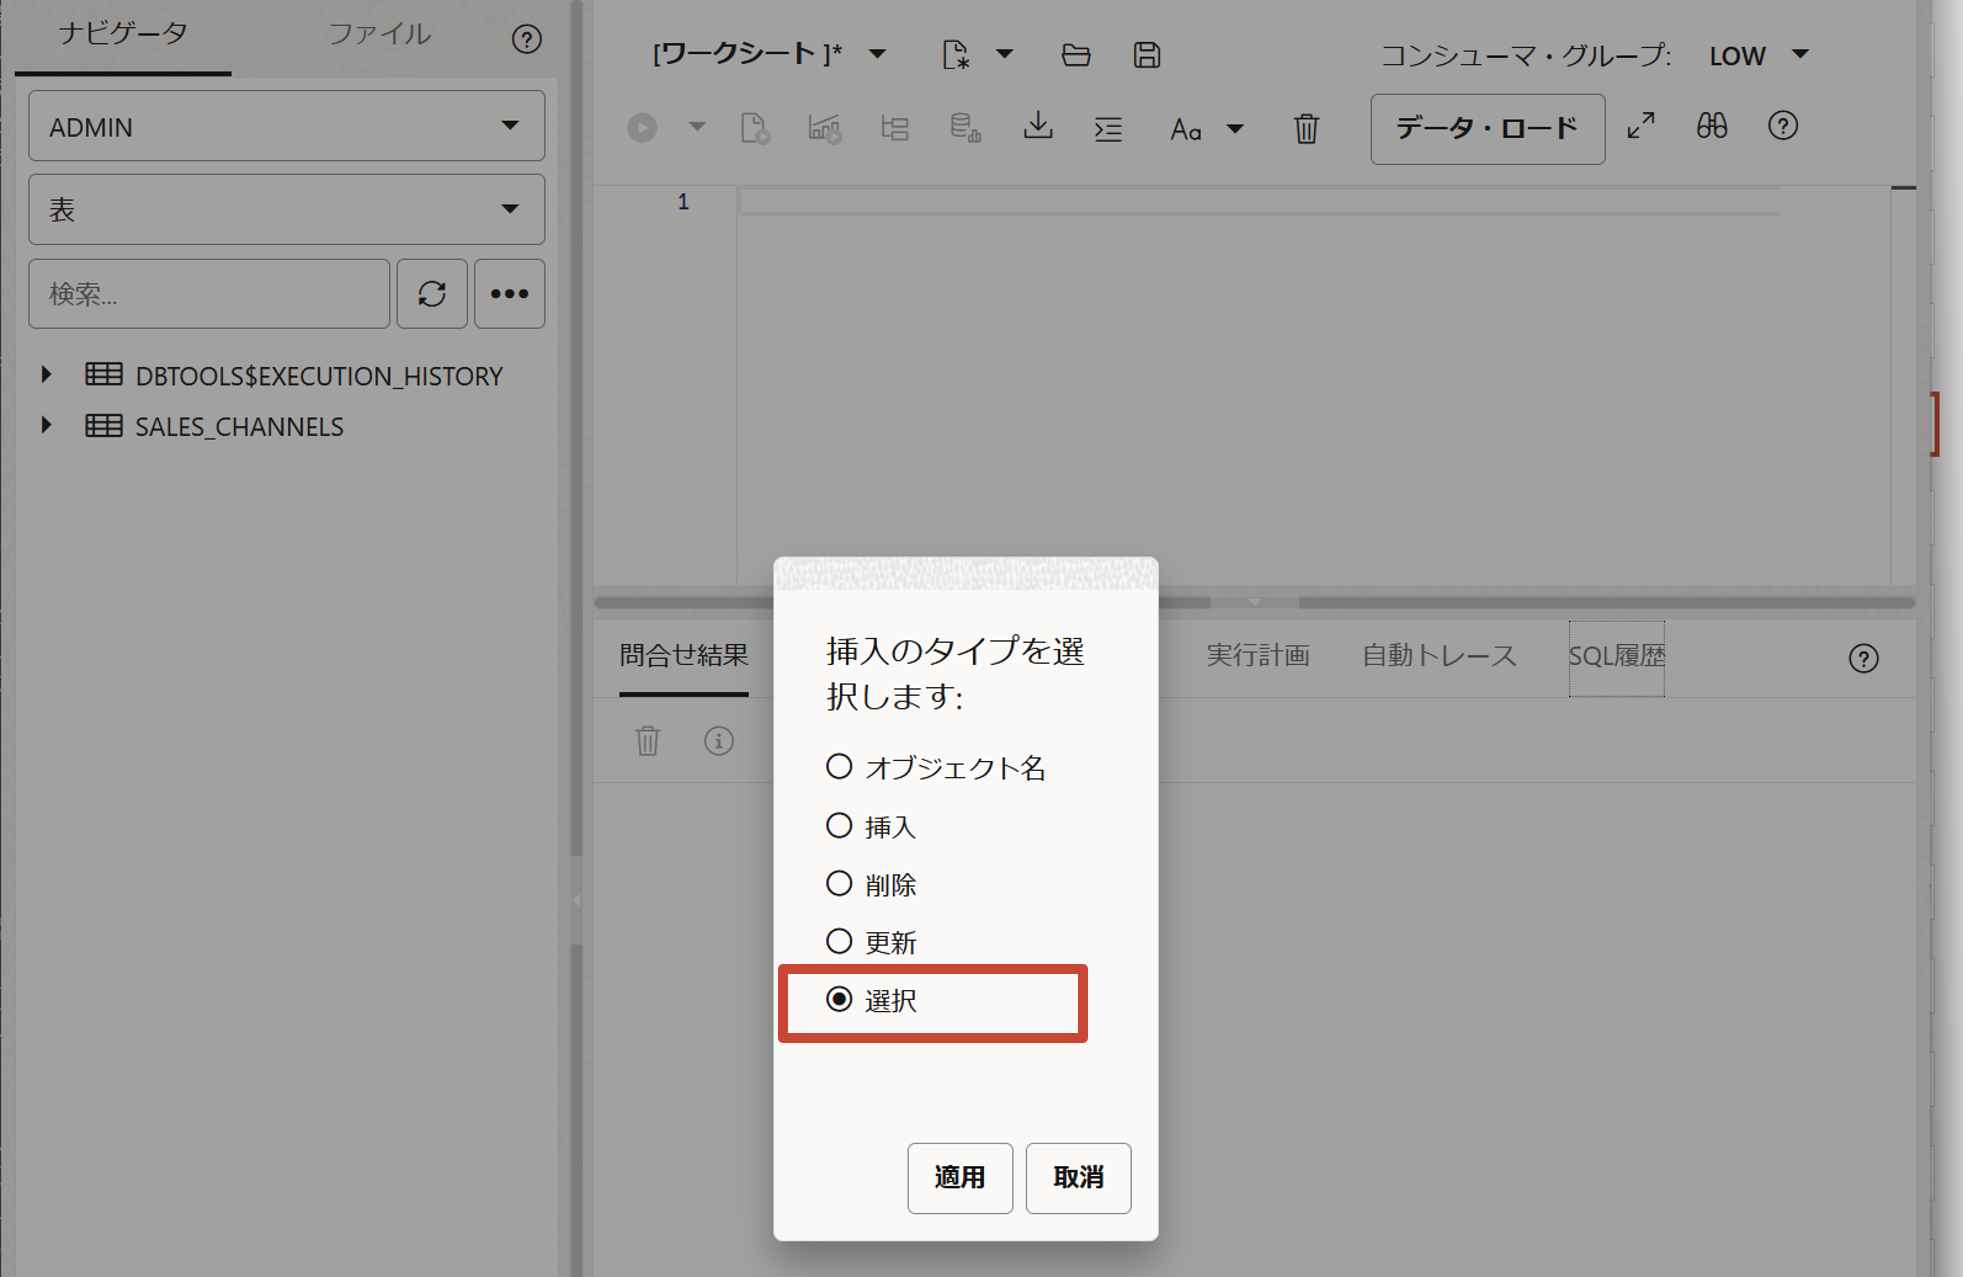 ナビゲータ
ファイル
ADMIN
表
検索...
DBTOOLS$EXECUTION_HISTORY
SALES_CHANNELS
[ワークシート]*
コンシューマ・グループ: LOW
Aa
データ・ロード
1
問合せ結果
実行計画
自動トレース
SQL履歴
挿入のタイプを選
択します:
オブジェクト名
挿入
削除
更新
選択
適用
取消